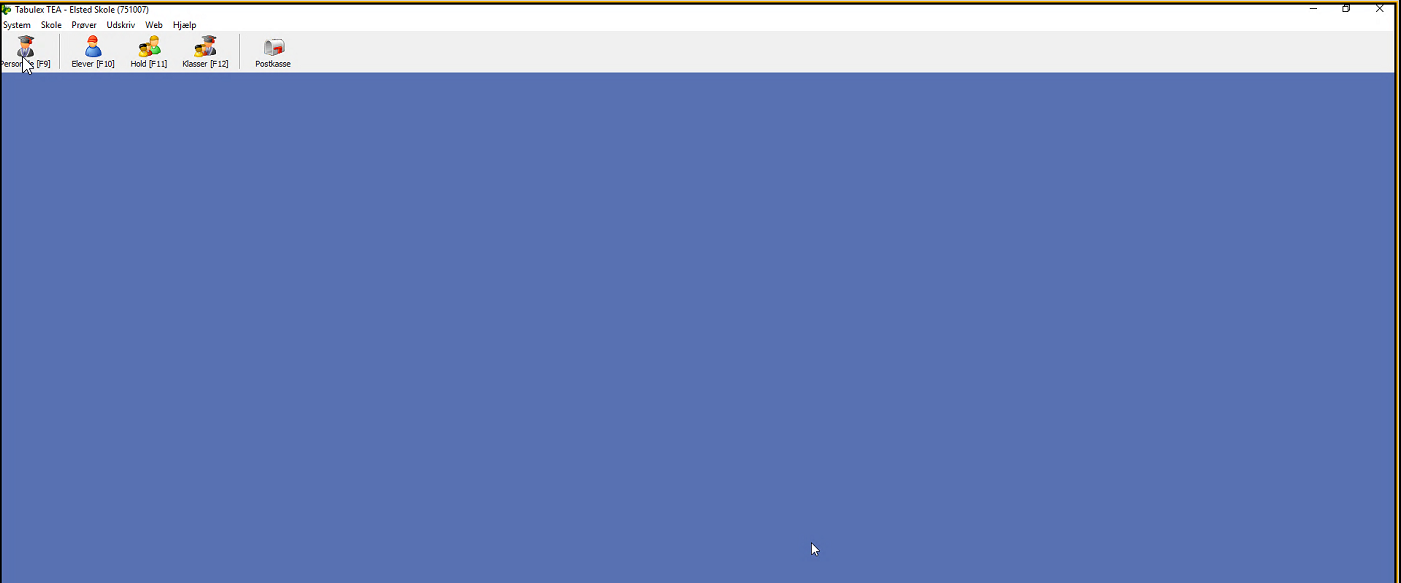 Tabulex TEA - Elsted Skole (751007)
System Skole Prøver Udskriv Web Hjælp
[F9] Elever [F10] Hold [F11] Klasser [F12] Postkasse